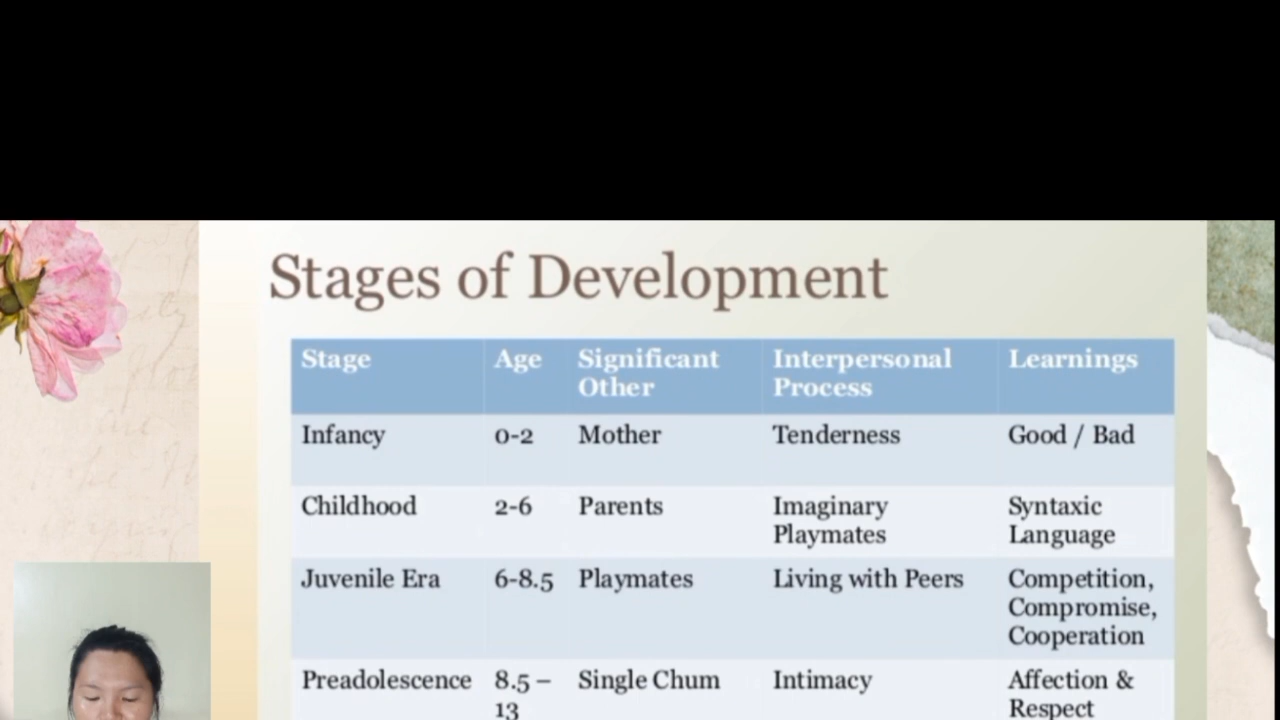 Stages of Development
Stage Age Significant Other Interpersonal Process Learnings
Infancy 0-2 Mother Tenderness Good / Bad
Childhood 2-6 Parents Imaginary Playmates Syntaxic Language
Juvenile Era 6-8.5 Playmates Living with Peers Competition, Compromise, Cooperation
Preadolescence 8.5 – 13 Single Chum Intimacy Affection & Respect